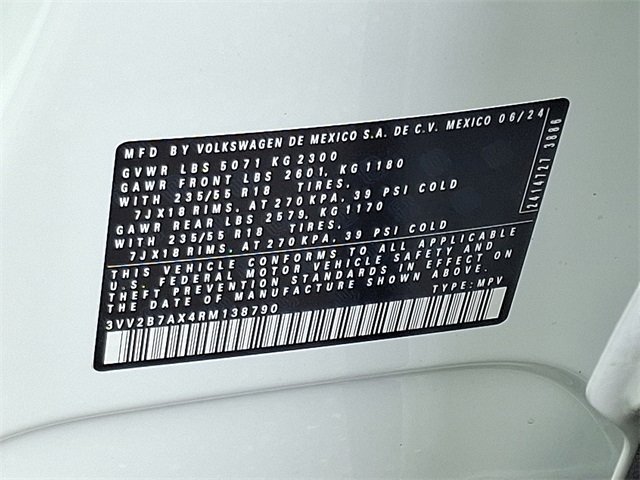 MFD BY VOLKSWAGEN DE MEXICO S.A. DE C.V. MEXICO 06/24
GVWR LBS 5071 KG 2300
GAWR FRONT LBS 2601, KG 1180
WITH 235/55 R18 TIRES,
7JX18 RIMS, AT 270 KPA, 39 PSI COLD
GAWR REAR LBS 2579, KG 1170
WITH 235/55 R18 TIRES,
7JX18 RIMS, AT 270 KPA, 39 PSI COLD
THIS VEHICLE CONFORMS TO ALL APPLICABLE
U.S. FEDERAL MOTOR VEHICLE SAFETY AND
THEFT PREVENTION STANDARDS IN EFFECT ON
THE DATE OF MANUFACTURE SHOWN ABOVE.
3VV2B7AX4RM138790 TYPE: MPV
2414727 3886